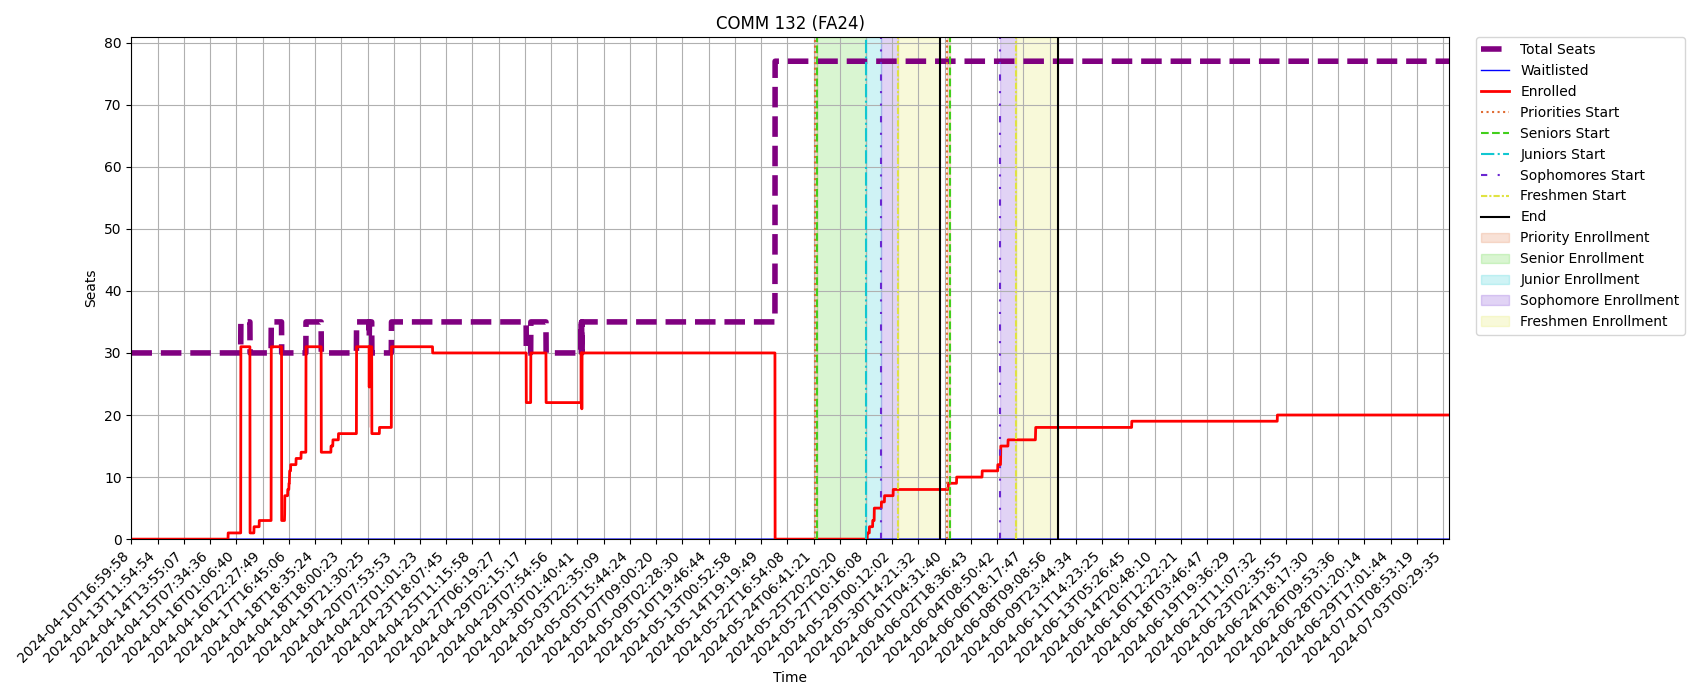 COMM 132 (FA24)
80
70
60
50
40
30
20
10
0
Seats
2024-04-10T16:59:58
2024-04-13T11:54:54
2024-04-14T13:55:07
2024-04-15T07:34:36
2024-04-16T01:06:40
2024-04-16T22:27:49
2024-04-17T16:45:06
2024-04-18T18:35:24
2024-04-18T18:00:23
2024-04-19T21:30:25
2024-04-20T07:53:53
2024-04-22T01:01:23
2024-04-23T18:07:45
2024-04-25T11:15:58
2024-04-27T06:19:27
2024-04-29T02:15:17
2024-04-29T07:54:56
2024-04-30T01:40:41
2024-05-03T22:35:09
2024-05-05T15:44:24
2024-05-07T09:00:20
2024-05-09T02:28:30
2024-05-10T19:46:44
2024-05-13T00:52:58
2024-05-14T19:19:49
2024-05-22T16:54:08
2024-05-24T06:41:21
2024-05-25T20:20:20
2024-05-27T10:16:08
2024-05-29T00:12:02
2024-05-30T14:21:32
2024-06-01T04:31:40
2024-06-02T18:36:43
2024-06-04T08:50:42
2024-06-06T18:17:47
2024-06-08T09:08:56
2024-06-09T23:44:34
2024-06-11T14:23:25
2024-06-13T05:26:45
2024-06-14T20:48:10
2024-06-16T12:22:21
2024-06-18T03:46:47
2024-06-19T19:36:29
2024-06-21T11:07:32
2024-06-23T02:35:55
2024-06-24T18:17:30
2024-06-26T09:53:36
2024-06-28T01:20:14
2024-06-29T17:01:44
2024-07-01T08:53:19
2024-07-03T00:29:35
Time
Total Seats
Waitlisted
Enrolled
Priorities Start
Seniors Start
Juniors Start
Sophomores Start
Freshmen Start
End
Priority Enrollment
Senior Enrollment
Junior Enrollment
Sophomore Enrollment
Freshmen Enrollment